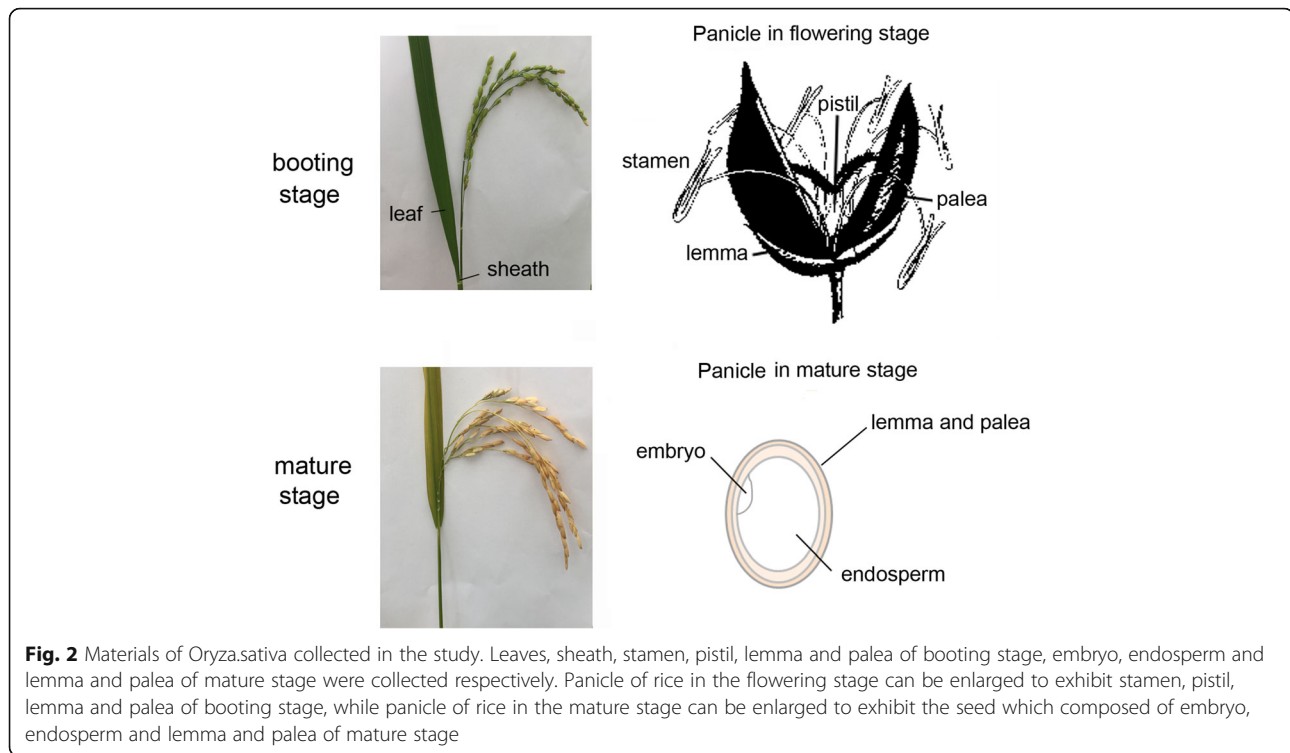 Panicle in flowering stage
booting
stage
leaf
sheath
pistil
stamen
palea
lemma
Panicle in mature stage
mature
stage
lemma and palea
embryo
endosperm
Fig. 2 Materials of Oryza.sativa collected in the study. Leaves, sheath, stamen, pistil, lemma and palea of booting stage, embryo, endosperm and
lemma and palea of mature stage were collected respectively. Panicle of rice in the flowering stage can be enlarged to exhibit stamen, pistil,
lemma and palea of booting stage, while panicle of rice in the mature stage can be enlarged to exhibit the seed which composed of embryo,
endosperm and lemma and palea of mature stage